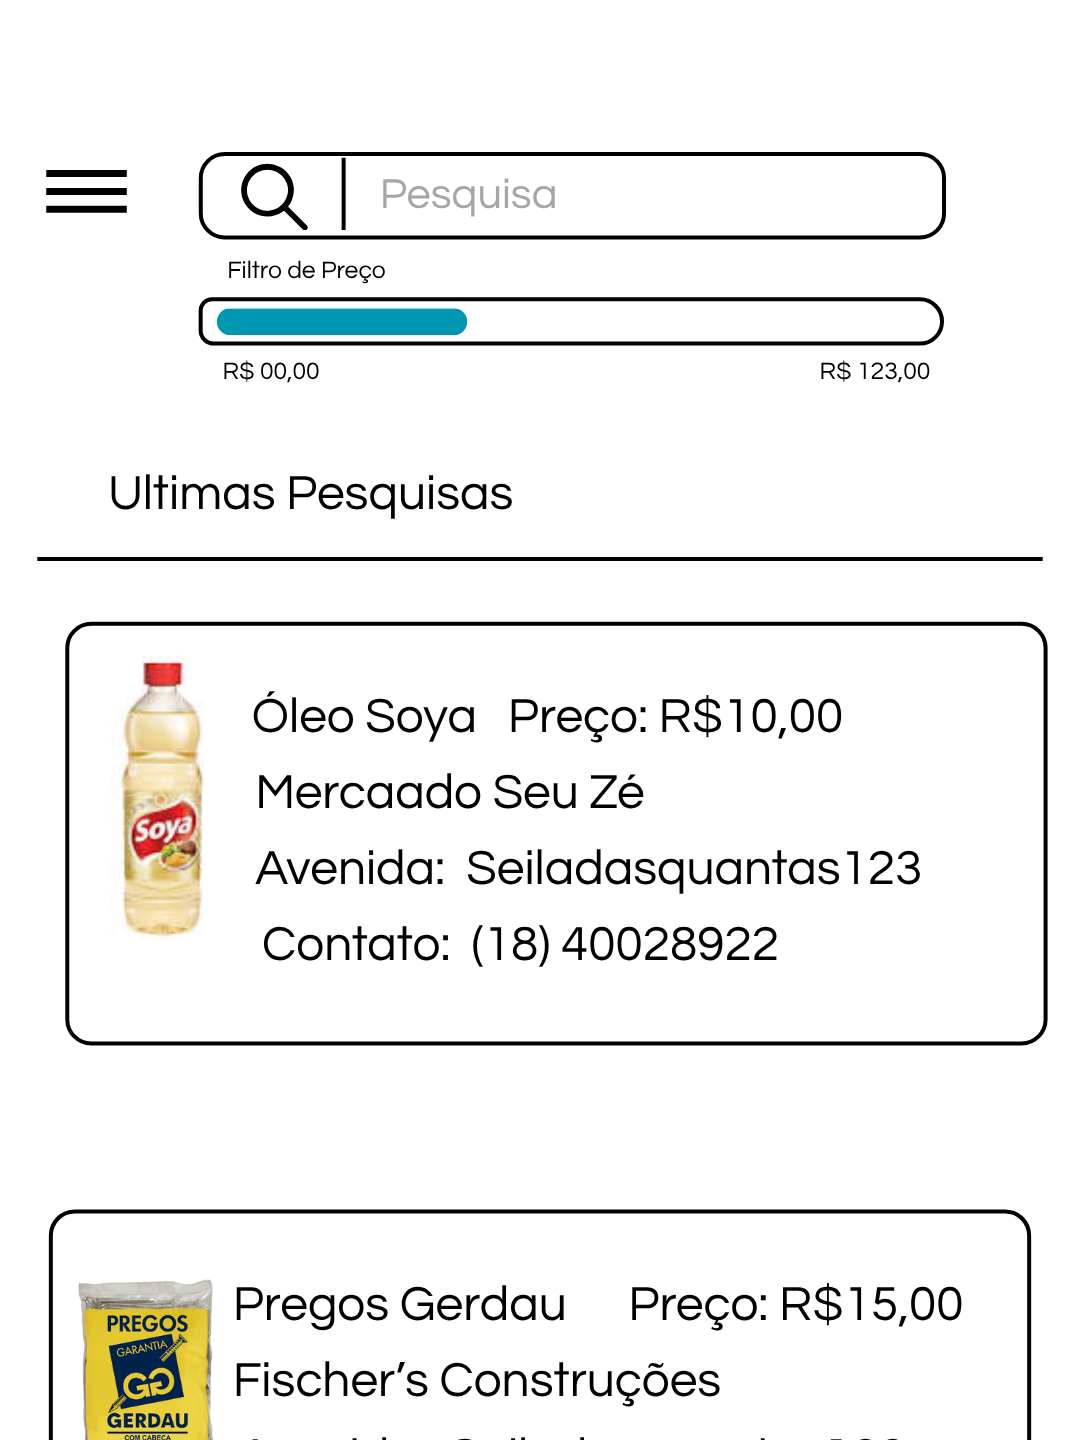 Pesquisa
Filtro de Preço
R$ 00,00 R$ 123,00
Ultimas Pesquisas
Óleo Soya Preço: R$10,00
Mercaado Seu Zé
Avenida: Seiladasquantas123
Contato: (18) 40028922
Soya
Pregos Gerdau Preço: R$15,00
Fischer’s Construções
PREGOS
GARANTIA
GG
GERDAU
COM CABEÇA